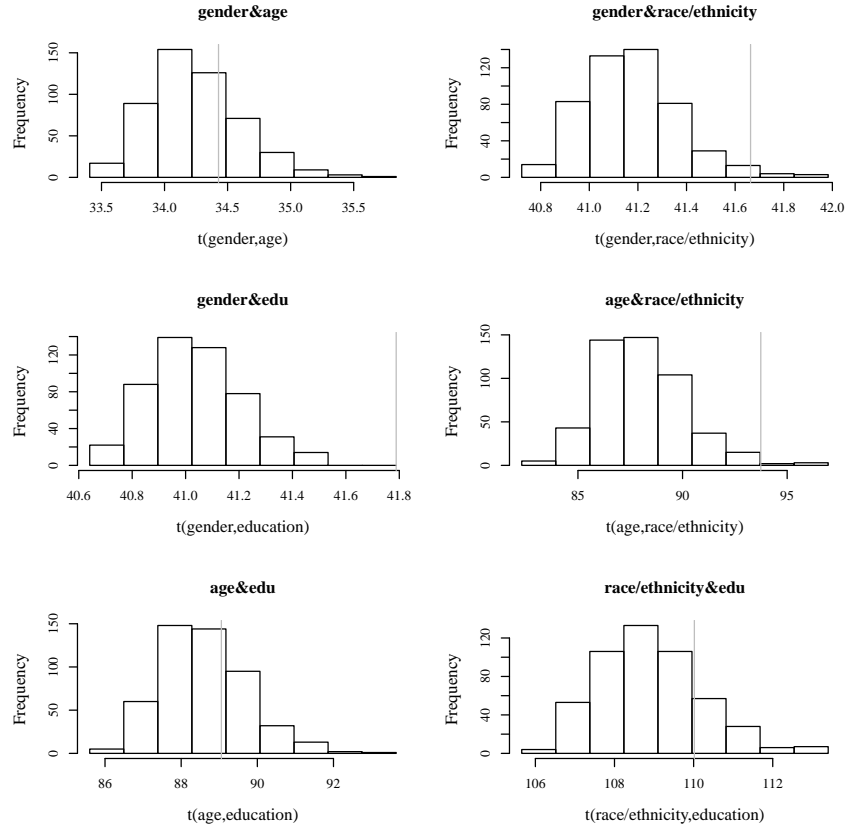 gender&age
Frequency
0
50
100
150
33.5 34.0 34.5 35.0 35.5
t(gender,age)
gender&race/ethnicity
Frequency
0
40
80
120
40.8 41.0 41.2 41.4 41.6 41.8 42.0
t(gender,race/ethnicity)
gender&edu
Frequency
0
40
80
120
40.6 40.8 41.0 41.2 41.4 41.6 41.8
t(gender,education)
age&race/ethnicity
Frequency
0
50
100
150
85 90 95
t(age,race/ethnicity)
age&edu
Frequency
0
50
100
150
86 88 90 92
t(age,education)
race/ethnicity&edu
Frequency
0
40
80
120
106 108 110 112
t(race/ethnicity,education)